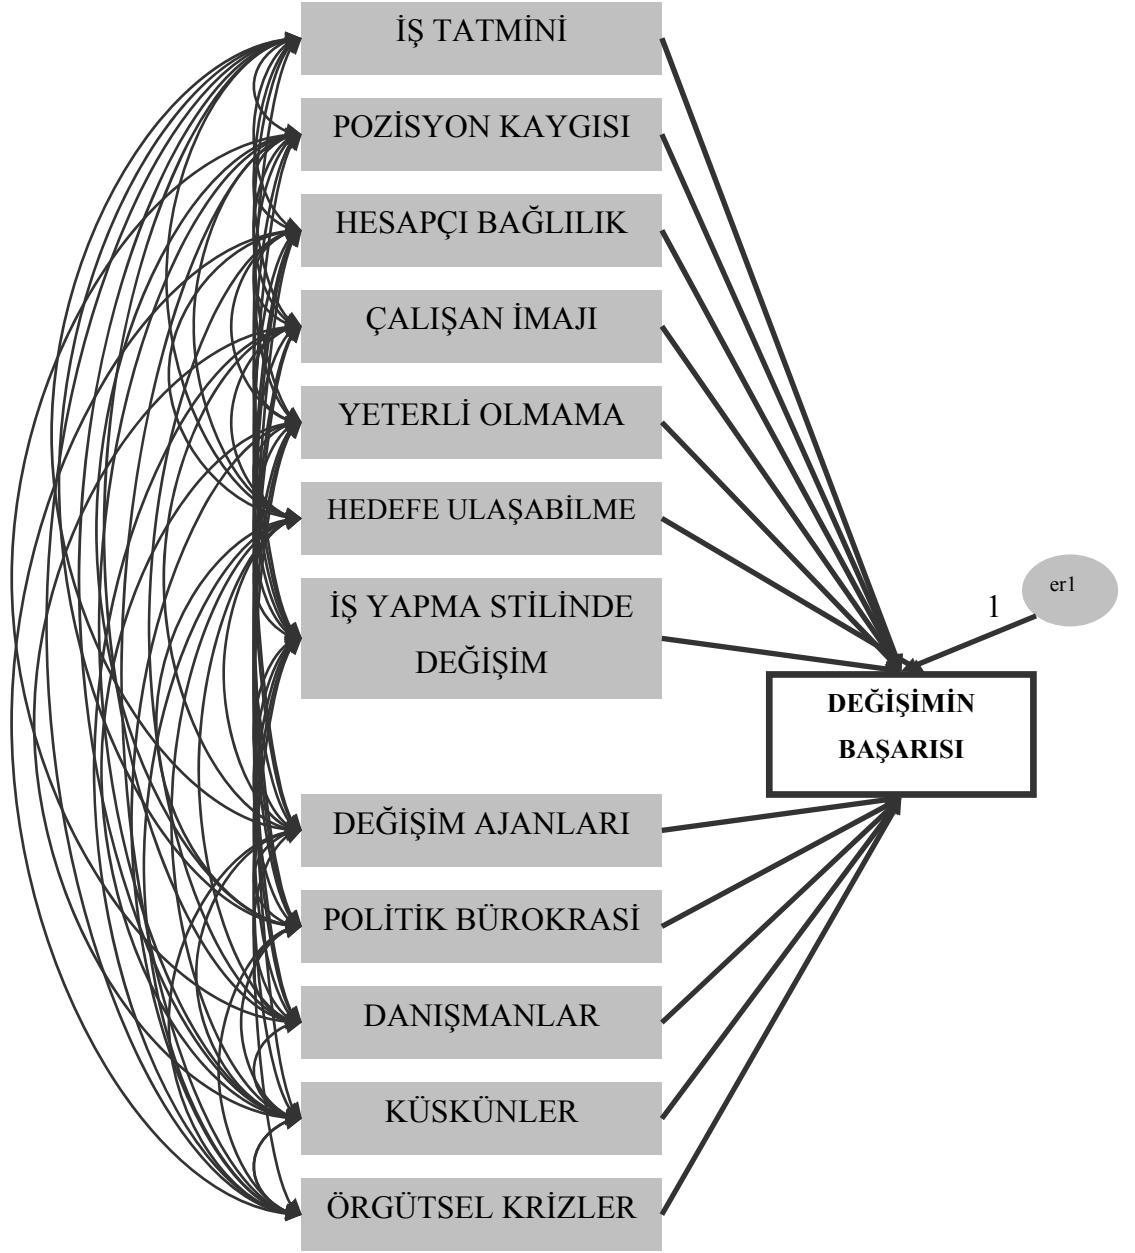 İŞ TATMİNİ
POZİSYON KAYGISI
HESAPÇI BAĞLILIK
ÇALIŞAN İMAJI
YETERLİ OLMAMA
HEDEFE ULAŞABİLME
İŞ YAPMA STİLİNDE
DEĞİŞİM
er1
1
DEĞİŞİMİN
BAŞARISI
DEĞİŞİM AJANLARI
POLİTİK BÜROKRASİ
DANIŞMANLAR
KÜSKÜNLER
ÖRGÜTSEL KRİZLER